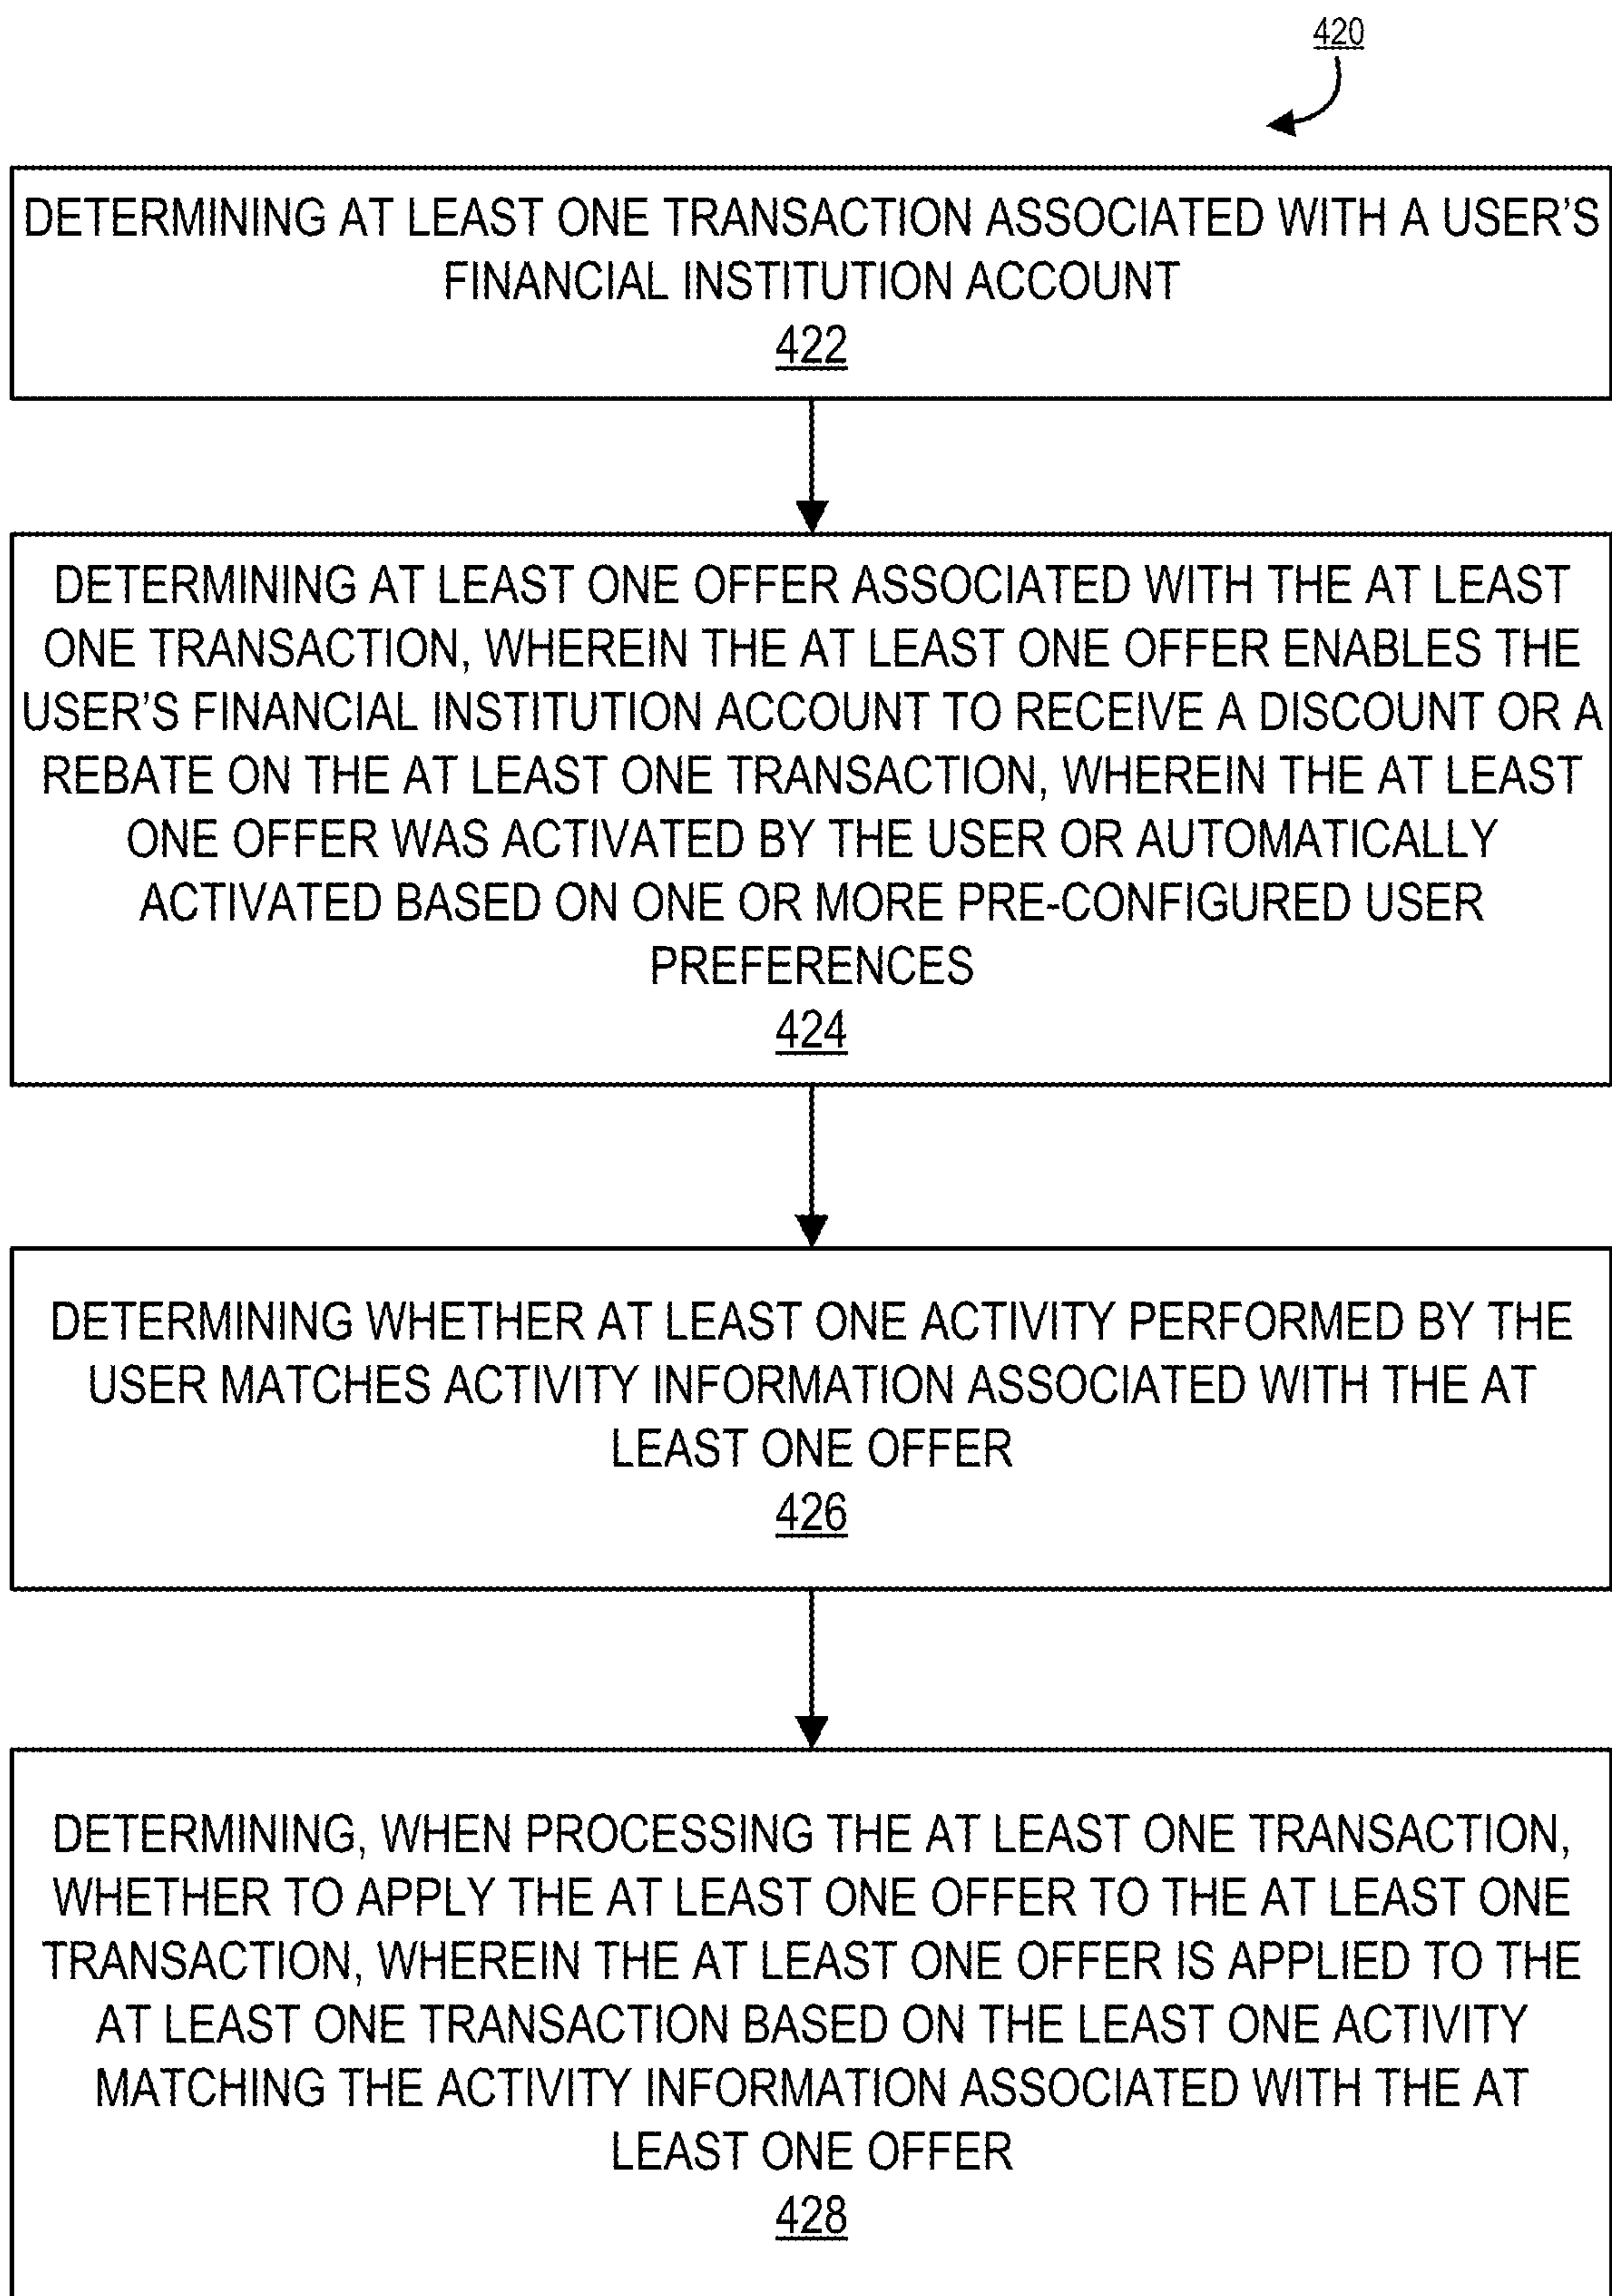 420
DETERMINING AT LEAST ONE TRANSACTION ASSOCIATED WITH A USER'S
FINANCIAL INSTITUTION ACCOUNT
422
DETERMINING AT LEAST ONE OFFER ASSOCIATED WITH THE AT LEAST
ONE TRANSACTION, WHEREIN THE AT LEAST ONE OFFER ENABLES THE
USER'S FINANCIAL INSTITUTION ACCOUNT TO RECEIVE A DISCOUNT OR A
REBATE ON THE AT LEAST ONE TRANSACTION, WHEREIN THE AT LEAST
ONE OFFER WAS ACTIVATED BY THE USER OR AUTOMATICALLY
ACTIVATED BASED ON ONE OR MORE PRE-CONFIGURED USER
PREFERENCES
424
DETERMINING WHETHER AT LEAST ONE ACTIVITY PERFORMED BY THE
USER MATCHES ACTIVITY INFORMATION ASSOCIATED WITH THE AT
LEAST ONE OFFER
426
DETERMINING, WHEN PROCESSING THE AT LEAST ONE TRANSACTION,
WHETHER TO APPLY THE AT LEAST ONE OFFER TO THE AT LEAST ONE
TRANSACTION, WHEREIN THE AT LEAST ONE OFFER IS APPLIED TO THE
AT LEAST ONE TRANSACTION BASED ON THE LEAST ONE ACTIVITY
MATCHING THE ACTIVITY INFORMATION ASSOCIATED WITH THE AT
LEAST ONE OFFER
428